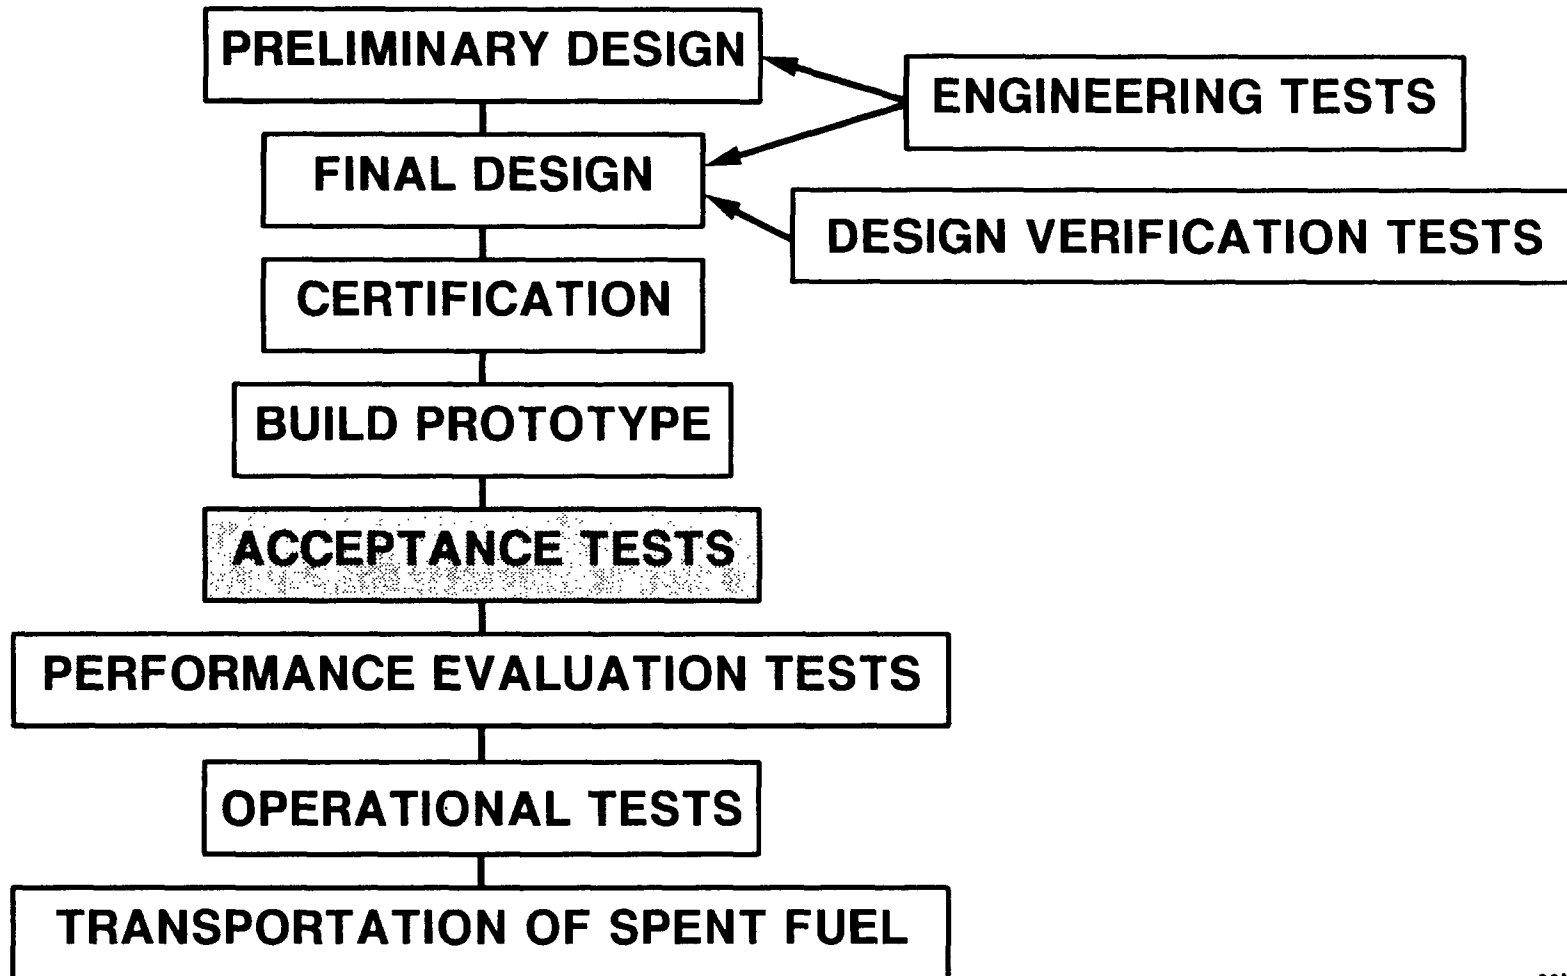 PRELIMINARY DESIGN
ENGINEERING TESTS
FINAL DESIGN
DESIGN VERIFICATION TESTS
CERTIFICATION
BUILD PROTOTYPE
ACCEPTANCE TESTS
PERFORMANCE EVALUATION TESTS
OPERATIONAL TESTS
TRANSPORTATION OF SPENT FUEL